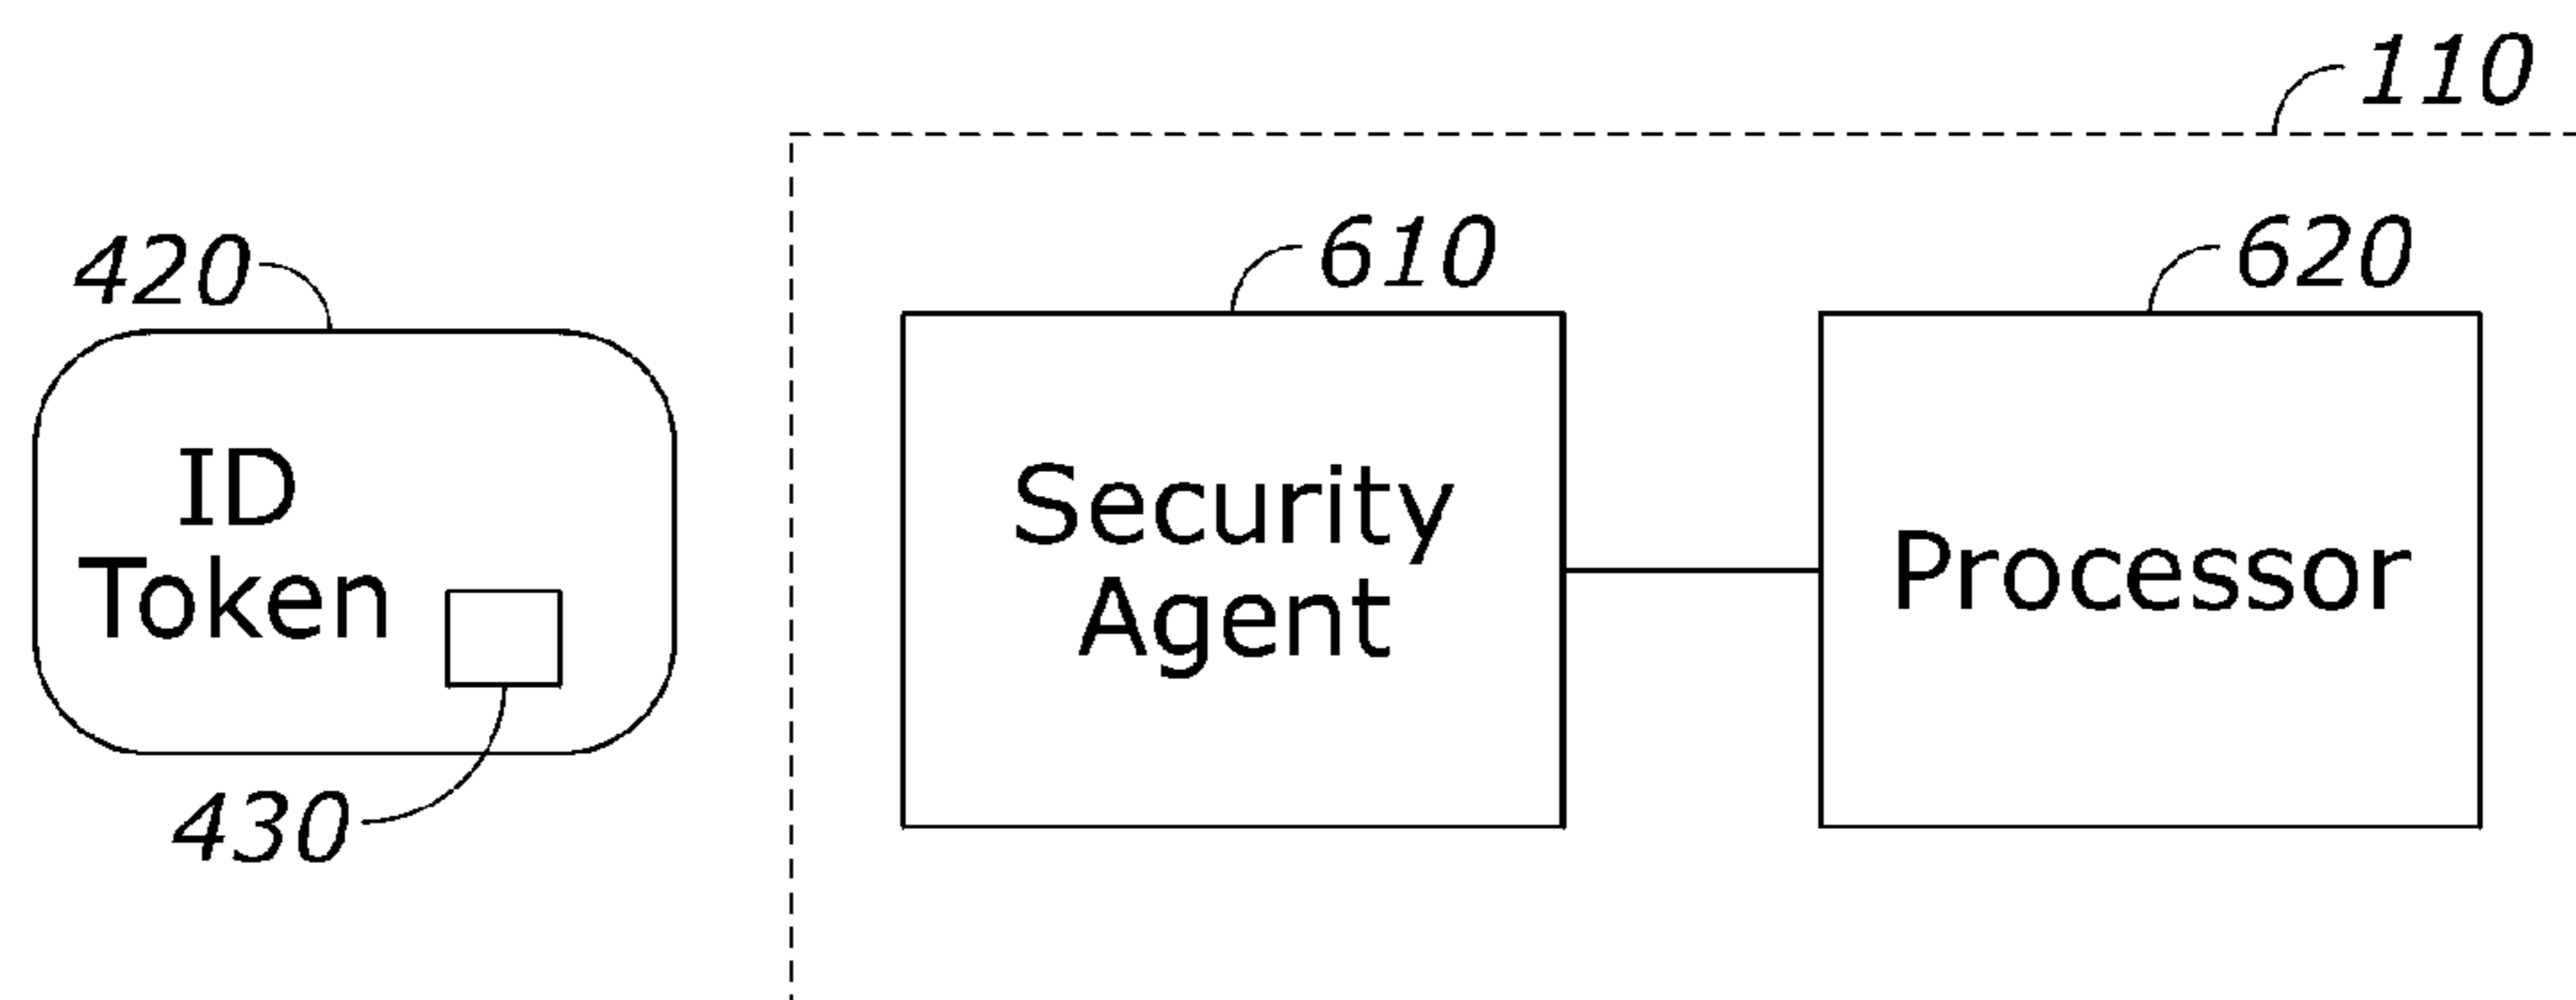 110
420
610
620
ID
Token
Security
Agent
Processor
430